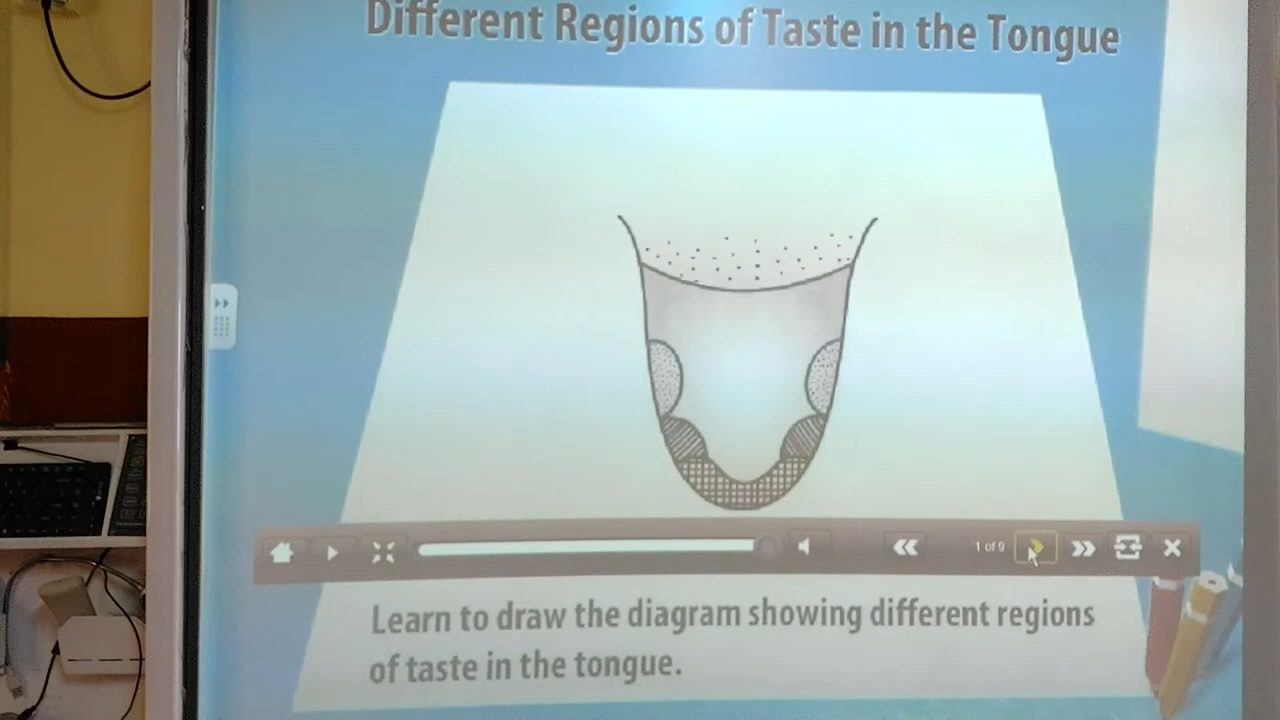 Different Regions of Taste in the Tongue
1 of 9
Learn to draw the diagram showing different regions
of taste in the tongue.